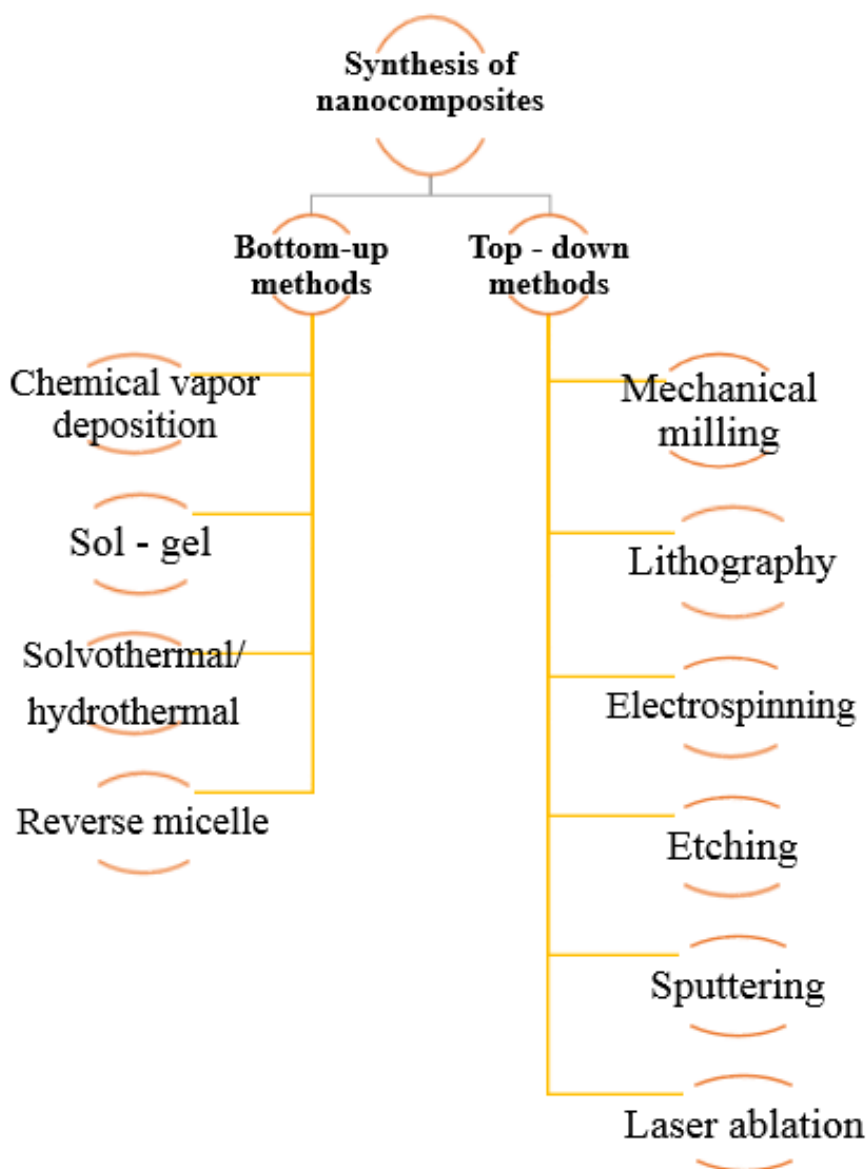 Synthesis of
nanocomposites
Bottom-up
methods
Top - down
methods
Chemical vapor
deposition
Sol - gel
Solvothermal/
hydrothermal
Reverse micelle
Mechanical
milling
Lithography
Electrospinning
Etching
Sputtering
Laser ablation